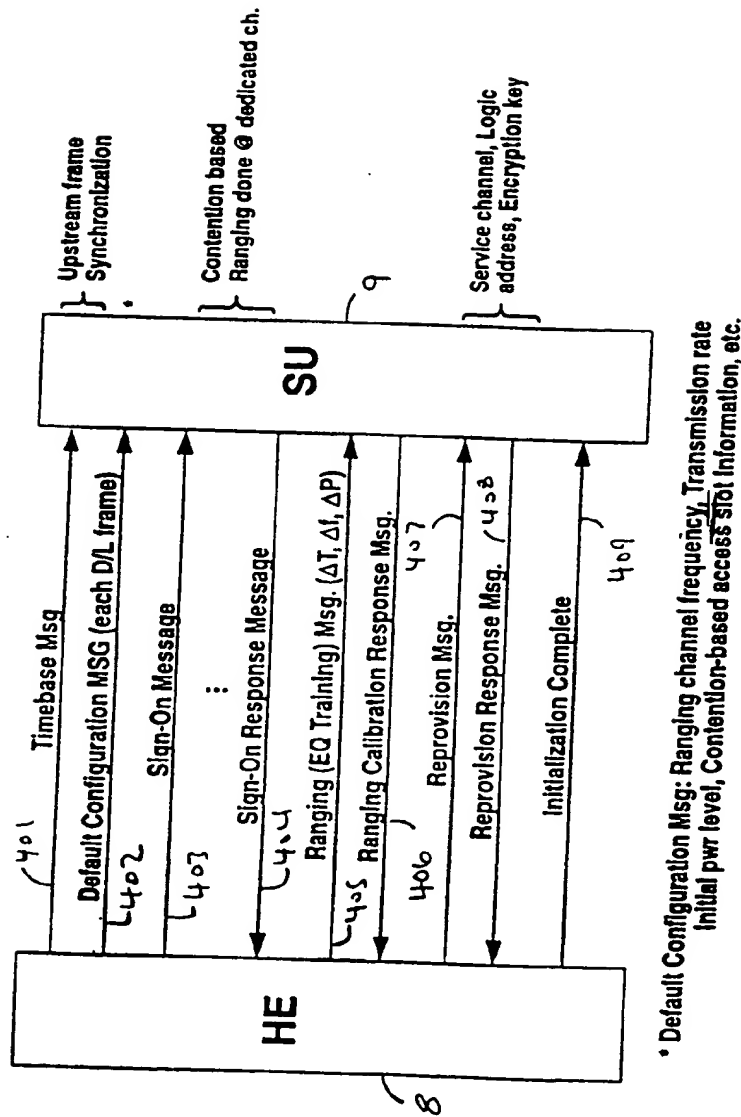 HE
8
SU
9
401
Timebase Msg
Default Configuration MSG (each D/L frame)
402
Sign-On Message
403
⋮
Sign-On Response Message
404
Ranging (EQ Training) Msg. (ΔT, Δf, ΔP)
405
Ranging Calibration Response Msg.
406
407
Reprovision Msg.
Reprovision Response Msg.
408
Initialization Complete
409
Upstream frame
Synchronization
*
Contention based
Ranging done @ dedicated ch.
Service channel, Logic
address, Encryption key
* Default Configuration Msg: Ranging channel frequency, Transmission rate
Initial pwr level, Contention-based access slot Information, etc.